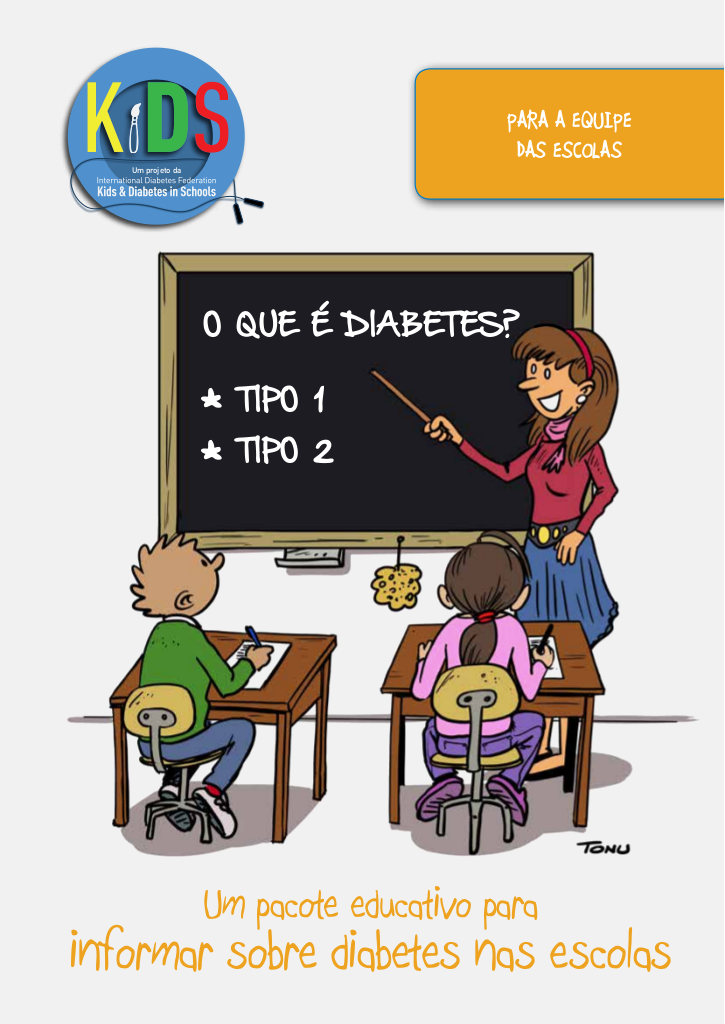 KiDS
Um projeto da
International Diabetes Federation
Kids & Diabetes in Schools
PARA A EQUIPE
DAS ESCOLAS
O QUE É DIABETES?
* TIPO 1
* TIPO 2
TONU
Um pacote educativo para
informar sobre diabetes nas escolas